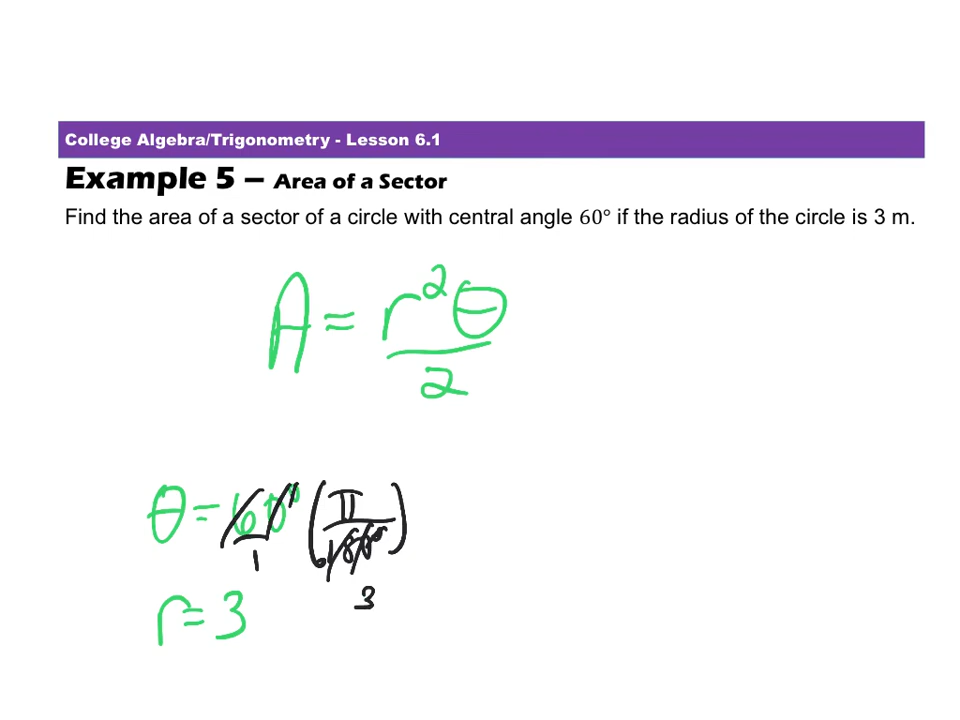 College Algebra/Trigonometry - Lesson 6.1
Example 5 – Area of a Sector
Find the area of a sector of a circle with central angle 60° if the radius of the circle is 3 m.
A = r²θ
2
θ = 60° (π
180°)
1
3
r = 3